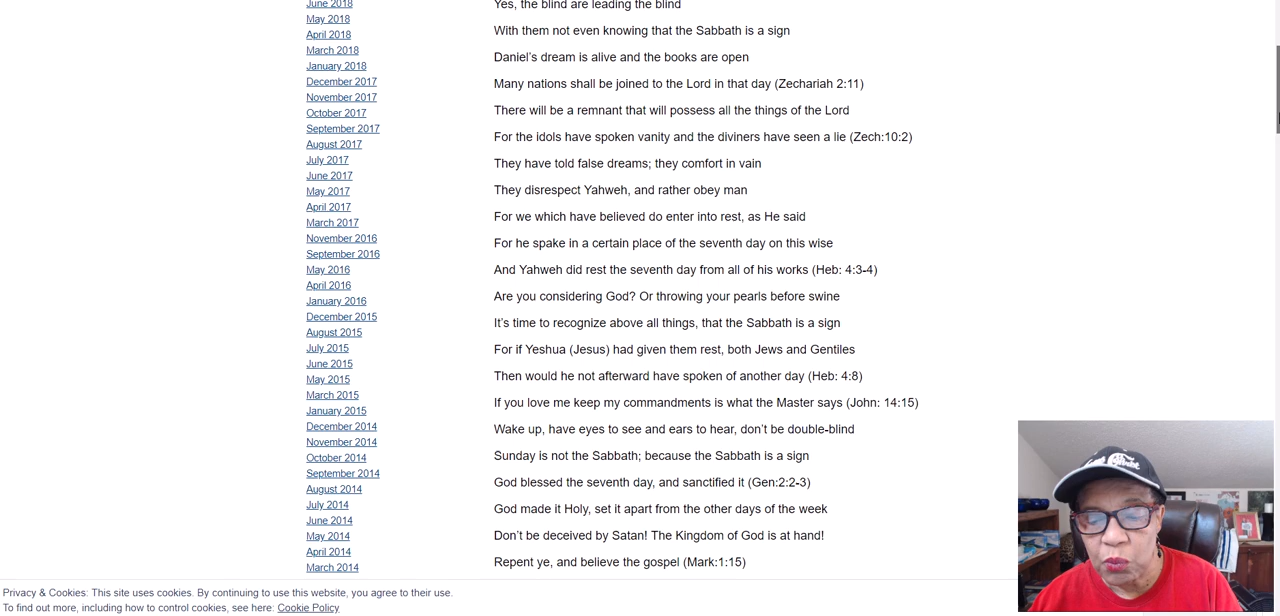 June 2018
May 2018
April 2018
March 2018
January 2018
December 2017
November 2017
October 2017
September 2017
August 2017
July 2017
June 2017
May 2017
April 2017
March 2017
November 2016
September 2016
May 2016
April 2016
January 2016
December 2015
August 2015
July 2015
June 2015
May 2015
March 2015
January 2015
December 2014
November 2014
October 2014
September 2014
August 2014
July 2014
June 2014
May 2014
April 2014
March 2014
Yes, the blind are leading the blind
With them not even knowing that the Sabbath is a sign
Daniel’s dream is alive and the books are open
Many nations shall be joined to the Lord in that day (Zechariah 2:11)
There will be a remnant that will possess all the things of the Lord
For the idols have spoken vanity and the diviners have seen a lie (Zech:10:2)
They have told false dreams; they comfort in vain
They disrespect Yahweh, and rather obey man
For we which have believed do enter into rest, as He said
For he spake in a certain place of the seventh day on this wise
And Yahweh did rest the seventh day from all of his works (Heb: 4:3-4)
Are you considering God? Or throwing your pearls before swine
It’s time to recognize above all things, that the Sabbath is a sign
For if Yeshua (Jesus) had given them rest, both Jews and Gentiles
Then would he not afterward have spoken of another day (Heb: 4:8)
If you love me keep my commandments is what the Master says (John: 14:15)
Wake up, have eyes to see and ears to hear, don’t be double-blind
Sunday is not the Sabbath; because the Sabbath is a sign
God blessed the seventh day, and sanctified it (Gen:2:2-3)
God made it Holy, set it apart from the other days of the week
Don’t be deceived by Satan! The Kingdom of God is at hand!
Repent ye, and believe the gospel (Mark:1:15)
Privacy & Cookies: This site uses cookies. By continuing to use this website, you agree to their use.
To find out more, including how to control cookies, see here: Cookie Policy